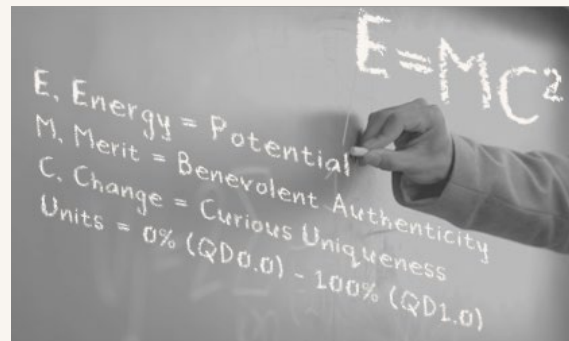 E=MC²
E, Energy = Potential
M, Merit = Benevolent Authenticity
C, Change = Curious Uniqueness
Units = 0% (QD0.0) - 100% (QD1.0)